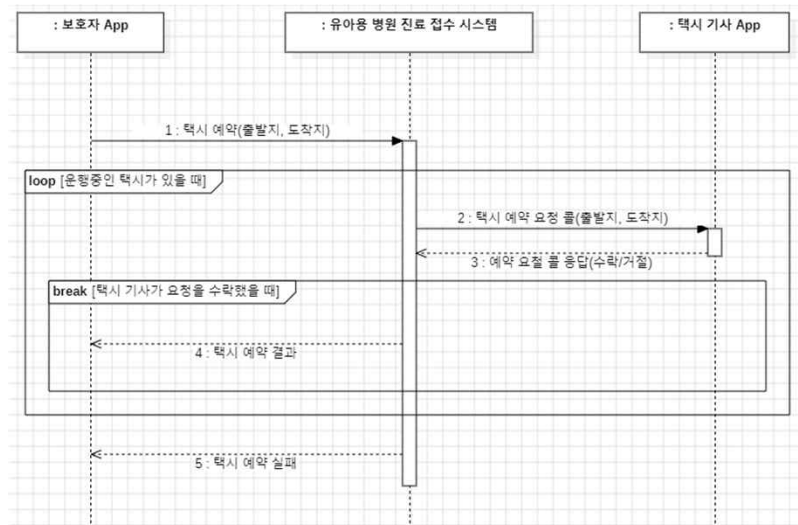 : 보호자 App
: 유아용 병원 진료 접수 시스템
: 택시 기사 App
1 : 택시 예약(출발지, 도착지)
loop [운행중인 택시가 있을 때]
2 : 택시 예약 요청 콜(출발지, 도착지)
3 : 예약 요청 콜 응답(수락/거절)
break [택시 기사가 요청을 수락했을 때]
4 : 택시 예약 결과
5 : 택시 예약 실패